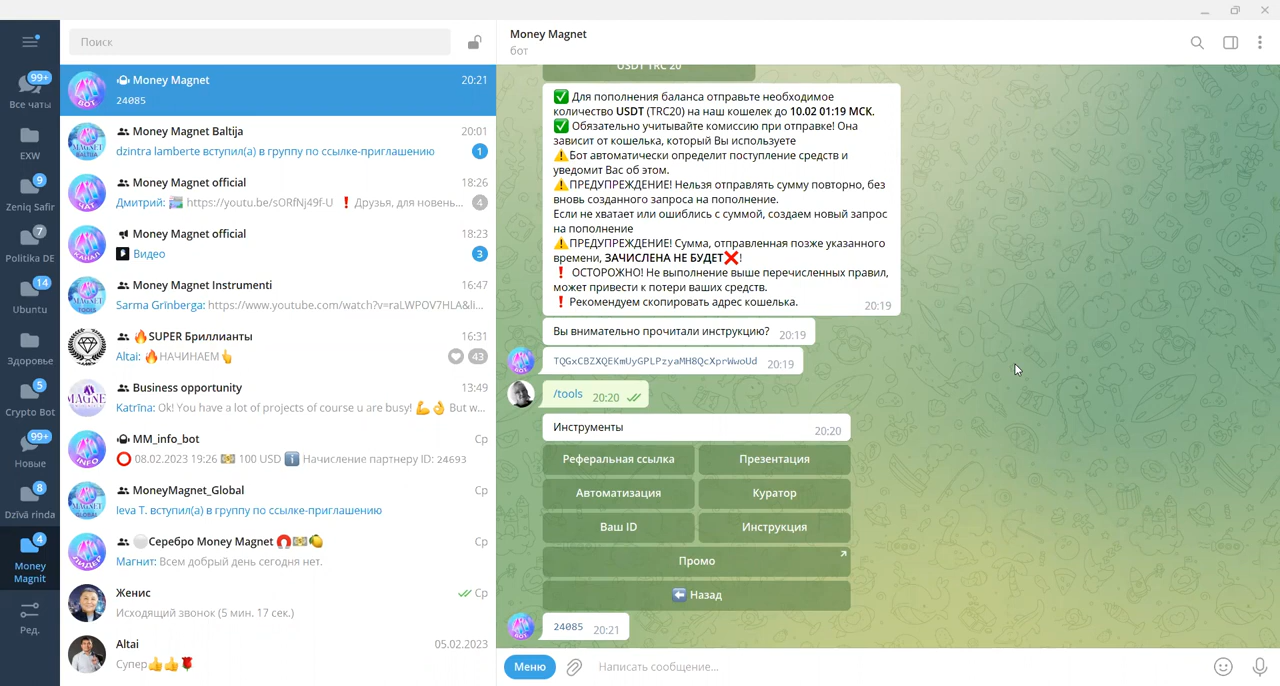 Поиск
Все чаты
99+
EXW
Zeniq Safir
9
Politika DE
7
Ubuntu
14
Здоровье
Crypto Bot
5
Новые
99+
Dzīvā rinda
8
Money
Magnit
4
Ред.
Money Magnet 20:21
24085
БОТ
Money Magnet Baltija 20:01
dzintra lamberte вступил(а) в группу по ссылке-приглашению 1
Money Magnet official 18:26
Дмитрий: https://youtu.be/sORfNj49f-U ❗ Друзья, для новень... 4
ЧАТ
Money Magnet official 18:23
Видео 3
КАНАЛ
Money Magnet Instrumenti 16:47
Sarma Grīnberga: https://www.youtube.com/watch?v=raLWPOV7HLA&li...
🔥SUPER Бриллианты 16:31
Altai: 🔥НАЧИНАЕМ👆 43
Business opportunity 13:49
Katrīna: Ok! You have a lot of projects of course u are busy! 💪👌 But w...
MM_info_bot Ср
⭕ 08.02.2023 19:26 💵 100 USD ℹ️ Начисление партнеру ID: 24693
INFO
MoneyMagnet_Global Ср
Ieva T. вступил(а) в группу по ссылке-приглашению
⚪Серебро Money Magnet 🧲💵🍋 Ср
Магнит: Всем добрый день сегодня нет.
ЛИДЕР
Женис Ср
Исходящий звонок (5 мин. 17 сек.)
Altai 05.02.2023
Супер👍👍🌹
Money Magnet
бот
USDT TRC 20
✅ Для пополнения баланса отправьте необходимое
количество USDT (TRC20) на наш кошелек до 10.02 01:19 МСК.
✅ Обязательно учитывайте комиссию при отправке! Она
зависит от кошелька, который Вы используете
⚠️Бот автоматически определит поступление средств и
уведомит Вас об этом.
⚠️ПРЕДУПРЕЖДЕНИЕ! Нельзя отправлять сумму повторно, без
вновь созданного запроса на пополнение.
Если не хватает или ошиблись с суммой, создаем новый запрос
на пополнение
⚠️ПРЕДУПРЕЖДЕНИЕ! Сумма, отправленная позже указанного
времени, ЗАЧИСЛЕНА НЕ БУДЕТ❌!
❗ ОСТОРОЖНО! Не выполнение выше перечисленных правил,
может привести к потери ваших средств.
❗ Рекомендуем скопировать адрес кошелька. 20:19
Вы внимательно прочитали инструкцию? 20:19
TQGxCBZXQEKmUyGPLPzyaMH8QcXprWwoUd 20:19
/tools 20:20
Инструменты 20:20
Реферальная ссылка Презентация
Автоматизация Куратор
Ваш ID Инструкция
Промо
⬅️ Назад
24085 20:21
Меню Написать сообщение...